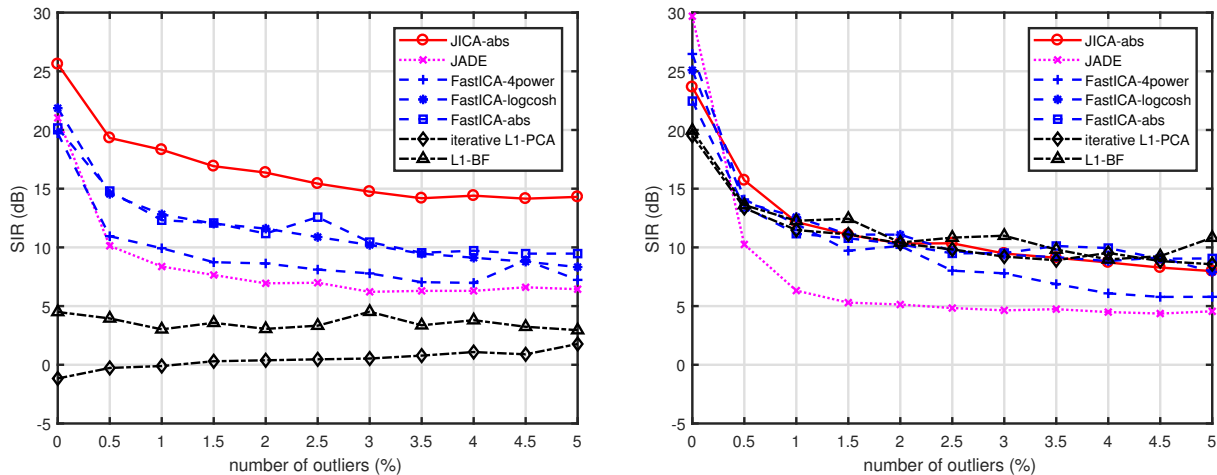 30
25
20
15
10
5
0
-5
SIR (dB)
0 0.5 1 1.5 2 2.5 3 3.5 4 4.5 5
number of outliers (%)
JICA-abs
JADE
FastICA-4power
FastICA-logcosh
FastICA-abs
iterative L1-PCA
L1-BF
30
25
20
15
10
5
0
-5
SIR (dB)
0 0.5 1 1.5 2 2.5 3 3.5 4 4.5 5
number of outliers (%)
JICA-abs
JADE
FastICA-4power
FastICA-logcosh
FastICA-abs
iterative L1-PCA
L1-BF